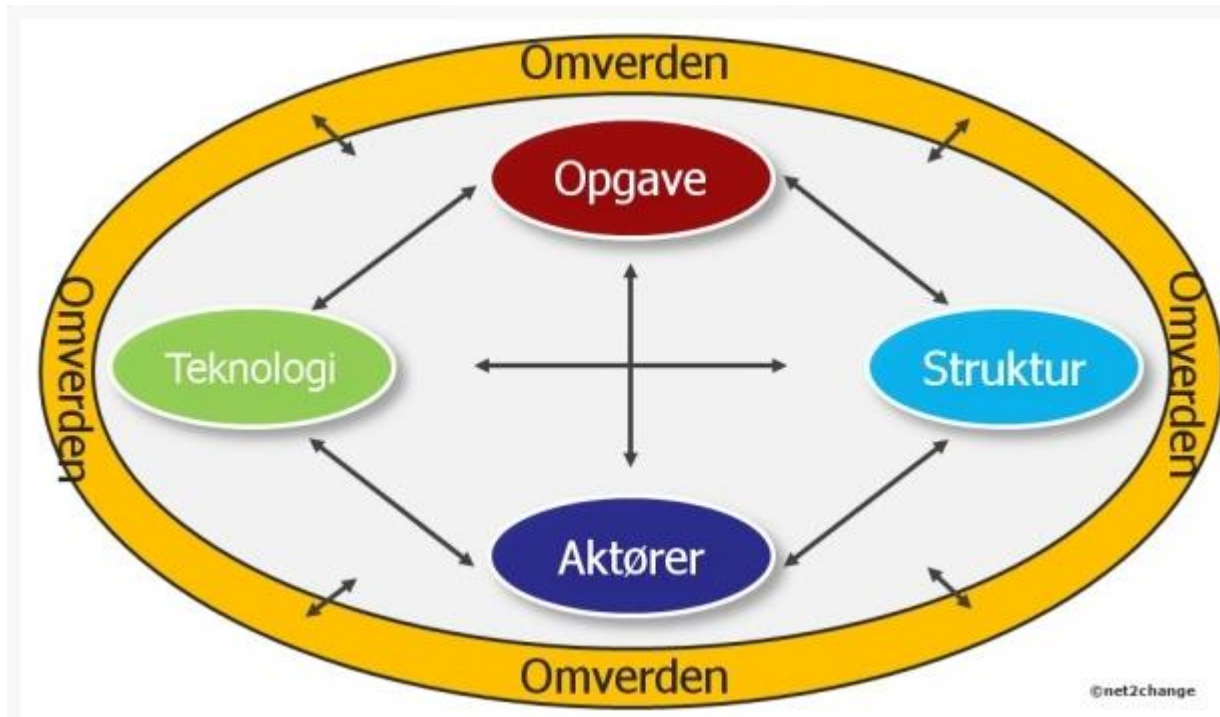 Omverden
Opgave
Omverden
Teknologi
Struktur
Omverden
Aktører
Omverden
©net2change